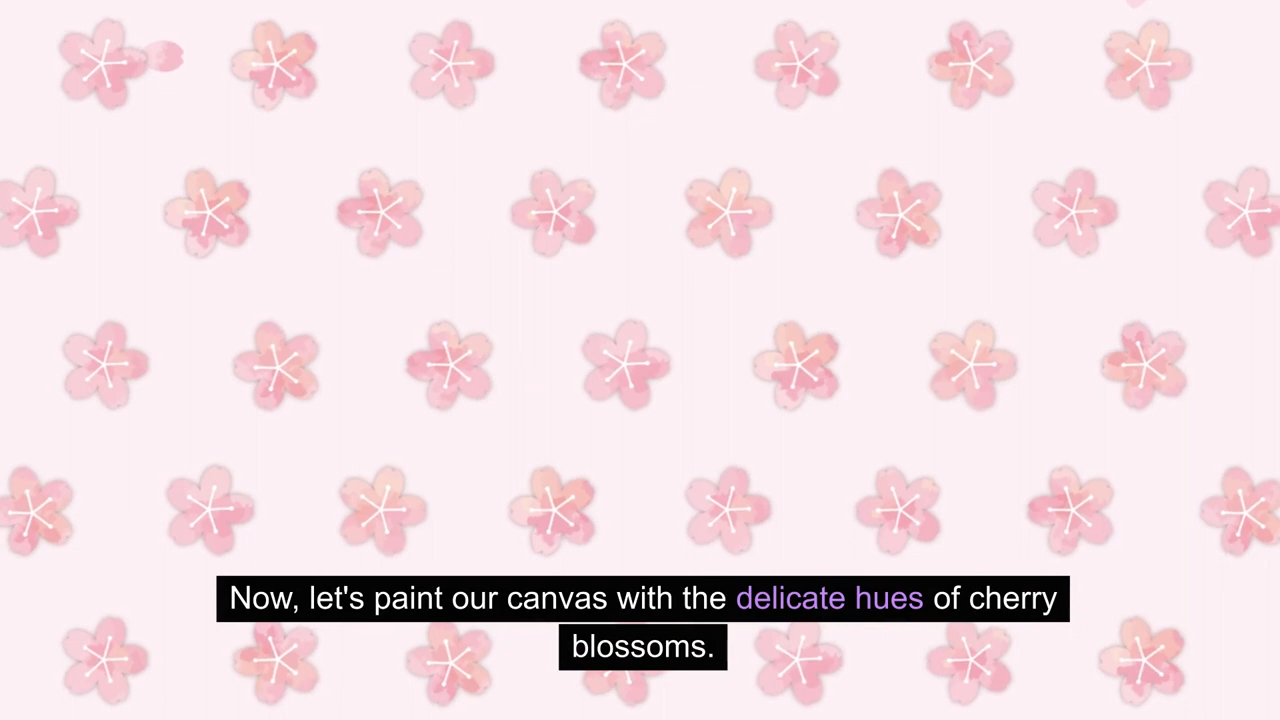 Now, let's paint our canvas with the delicate hues of cherry
blossoms.